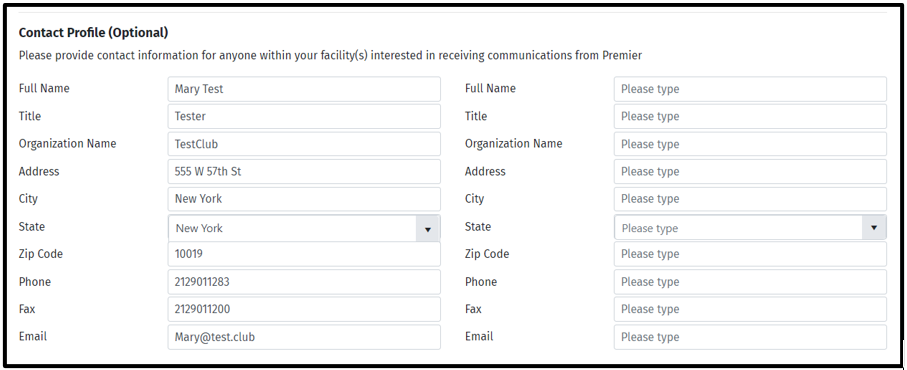 Contact Profile (Optional)
Please provide contact information for anyone within your facility(s) interested in receiving communications from Premier
Full Name Mary Test Full Name Please type
Title Tester Title Please type
Organization Name TestClub Organization Name Please type
Address 555 W 57th St Address Please type
City New York City Please type
State New York State Please type
Zip Code 10019 Zip Code Please type
Phone 2129011283 Phone Please type
Fax 2129011200 Fax Please type
Email Mary@test.club Email Please type